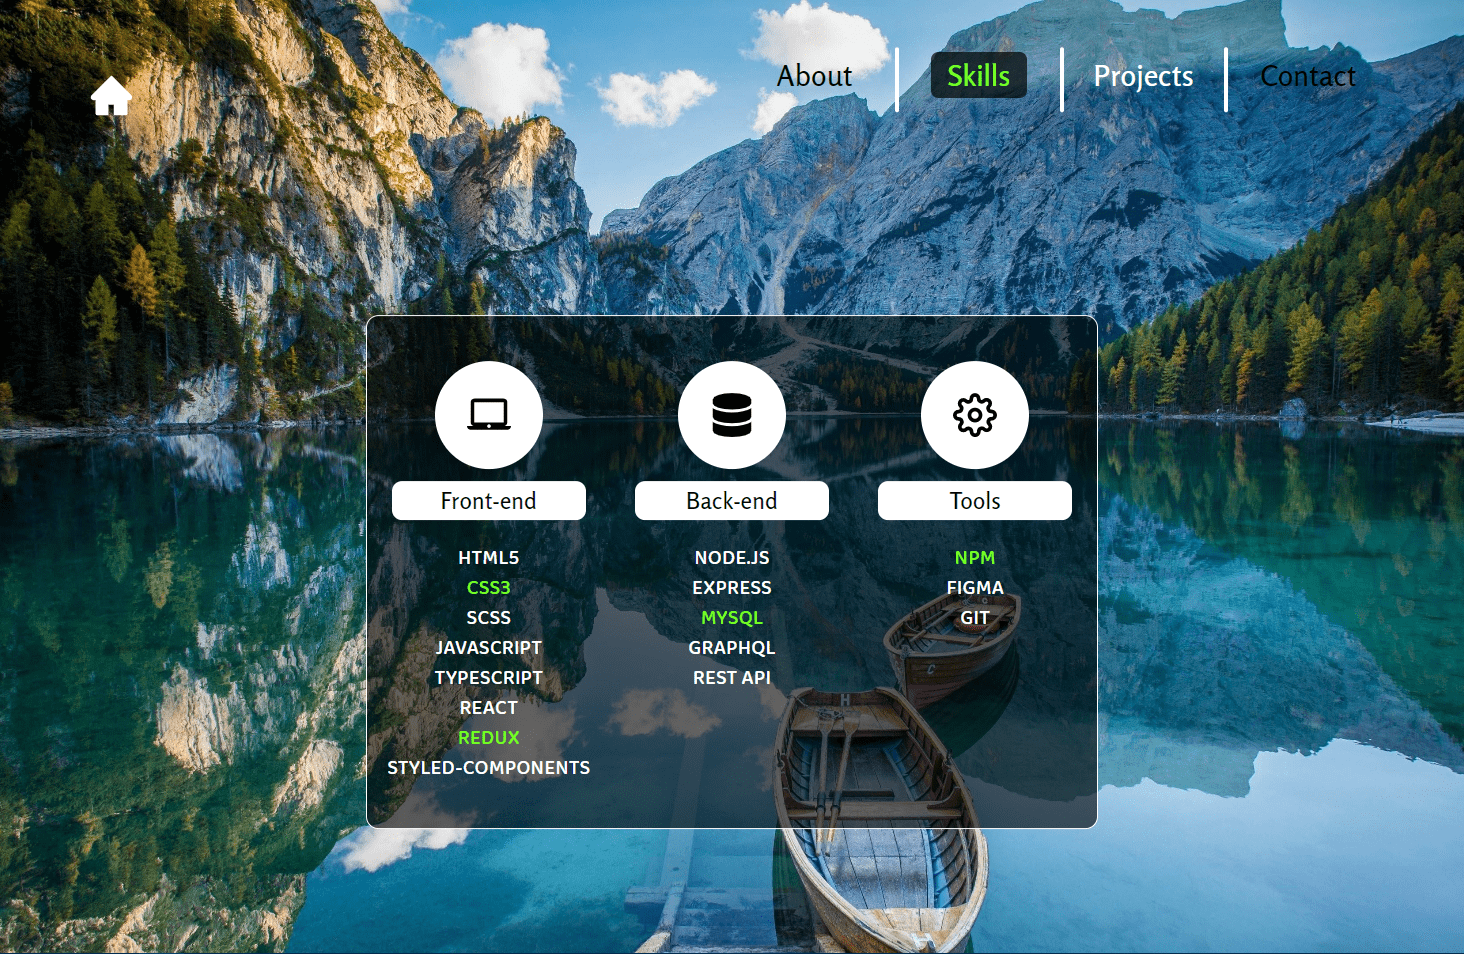 About
Skills
Projects
Contact
Front-end
HTML5
CSS3
SCSS
JAVASCRIPT
TYPESCRIPT
REACT
REDUX
STYLED-COMPONENTS
Back-end
NODE.JS
EXPRESS
MYSQL
GRAPHQL
REST API
Tools
NPM
FIGMA
GIT